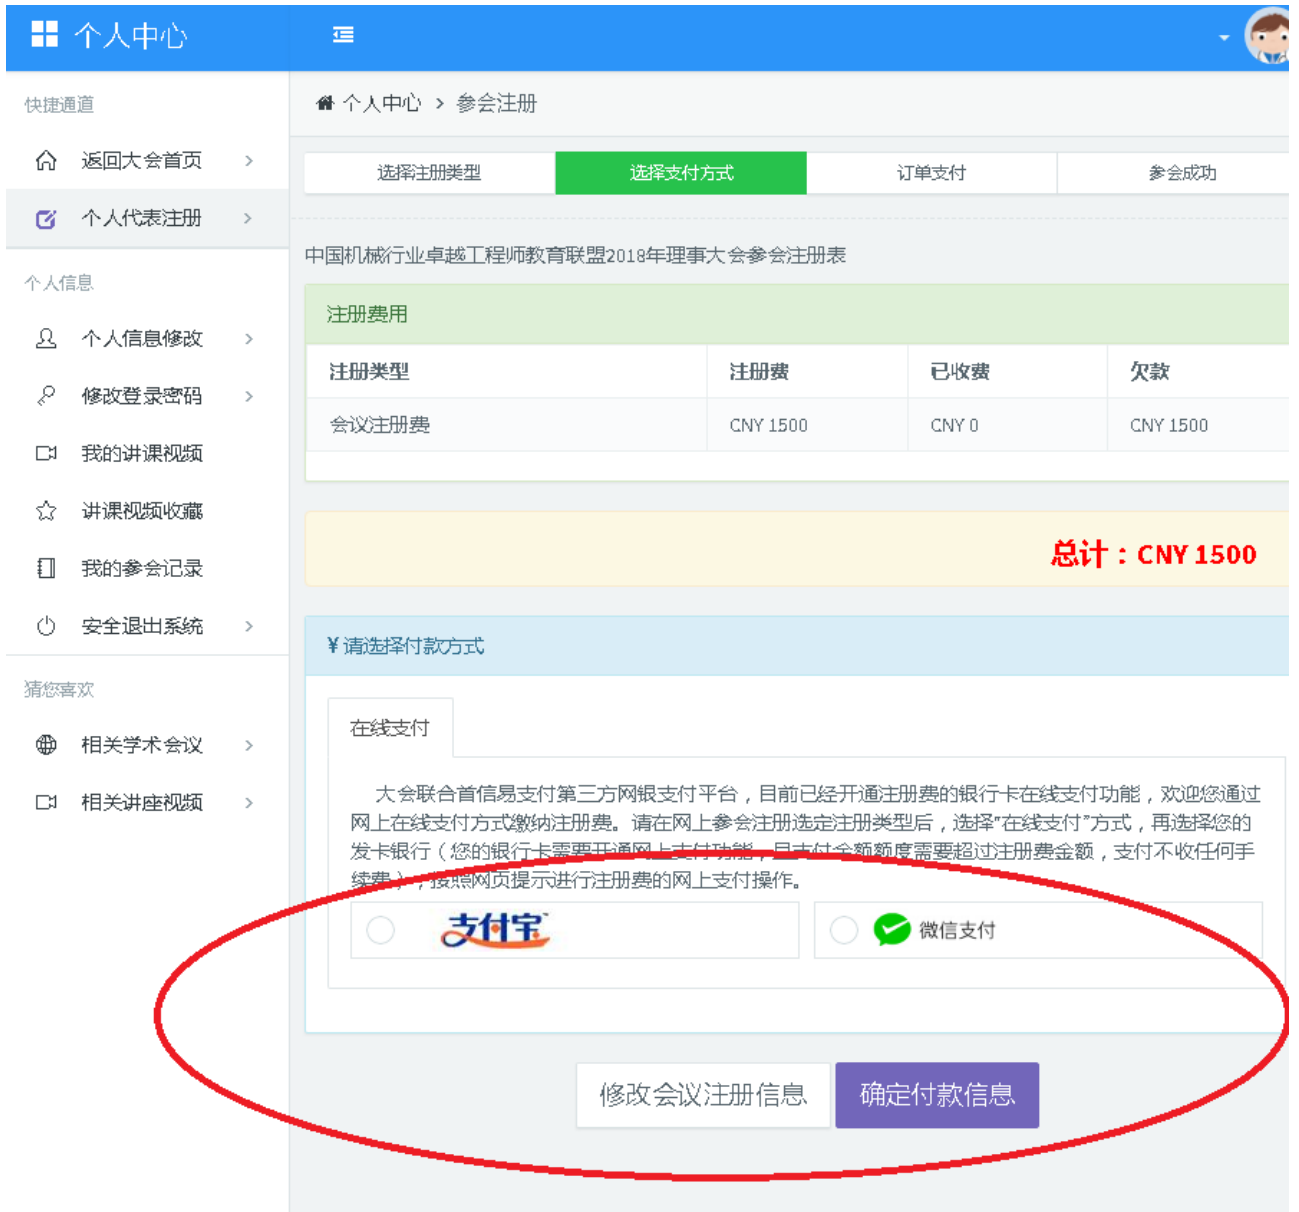 个人中心
快捷通道
返回大会首页
个人代表注册
个人信息
个人信息修改
修改登录密码
我的讲课视频
讲课视频收藏
我的参会记录
安全退出系统
猜您喜欢
相关学术会议
相关讲座视频
个人中心 > 参会注册
选择注册类型 选择支付方式 订单支付 参会成功
中国机械行业卓越工程师教育联盟2018年理事大会参会注册表
注册费用
注册类型 注册费 已收费 欠款
会议注册费 CNY 1500 CNY 0 CNY 1500
总计：CNY 1500
¥ 请选择付款方式
在线支付
大会联合首信易支付第三方网银支付平台，目前已经开通注册费的银行卡在线支付功能，欢迎您通过
网上在线支付方式缴纳注册费。请在网上参会注册选定注册类型后，选择"在线支付"方式，再选择您的
发卡银行（您的银行卡需要开通网上支付功能，且支付金额额度需要超过注册费金额，支付不收任何手
续费），按照网页提示进行注册费的网上支付操作。
支付宝 微信支付
修改会议注册信息 确定付款信息